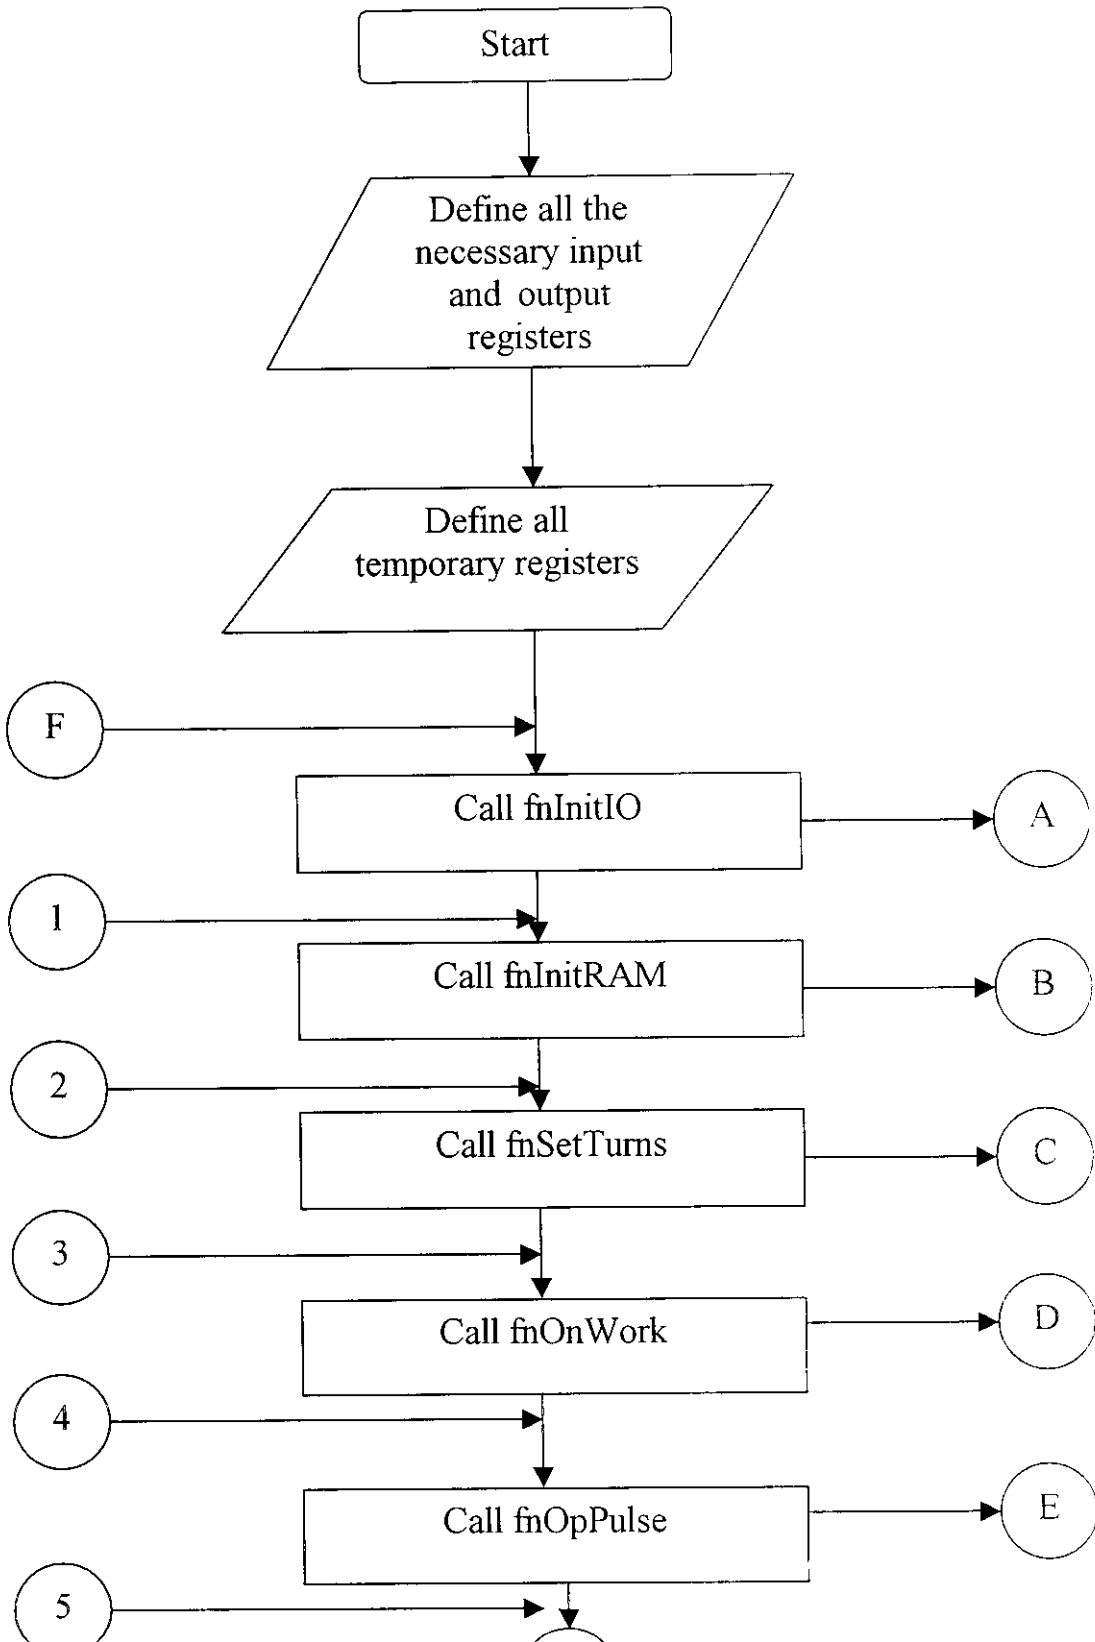 Start
Define all the
necessary input
and output
registers
Define all
temporary registers
F
Call fnInitIO
A
1
Call fnInitRAM
B
2
Call fnSetTurns
C
3
Call fnOnWork
D
4
Call fnOpPulse
E
5